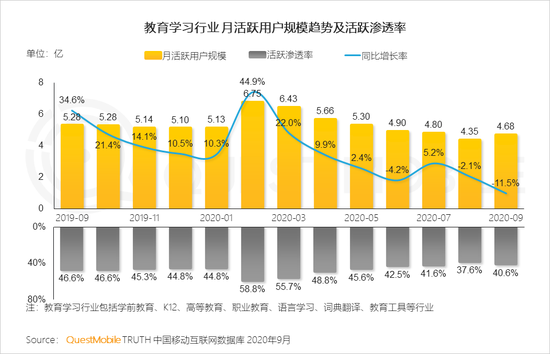 教育学习行业 月活跃用户规模趋势及活跃渗透率
单位：亿
月活跃用户规模 活跃渗透率 同比增长率
8
6
4
2
0
5.28 5.28 5.14 5.10 5.13 6.75 6.43 5.66 5.30 4.90 4.80 4.35 4.68
34.6% 21.4% 14.1% 10.5% 10.3% 44.9% 22.0% 9.9% 2.4% -4.2% 5.2% -2.1% -11.5%
2019-09 2019-11 2020-01 2020-03 2020-05 2020-07 2020-09
0%
40%
80%
46.6% 46.6% 45.3% 44.8% 44.8% 58.8% 55.7% 48.8% 45.6% 42.5% 41.6% 37.6% 40.6%
注：教育学习行业包括学前教育、K12、高等教育、职业教育、语言学习、词典翻译、教育工具等行业
Source： QuestMobile TRUTH 中国移动互联网数据库 2020年9月